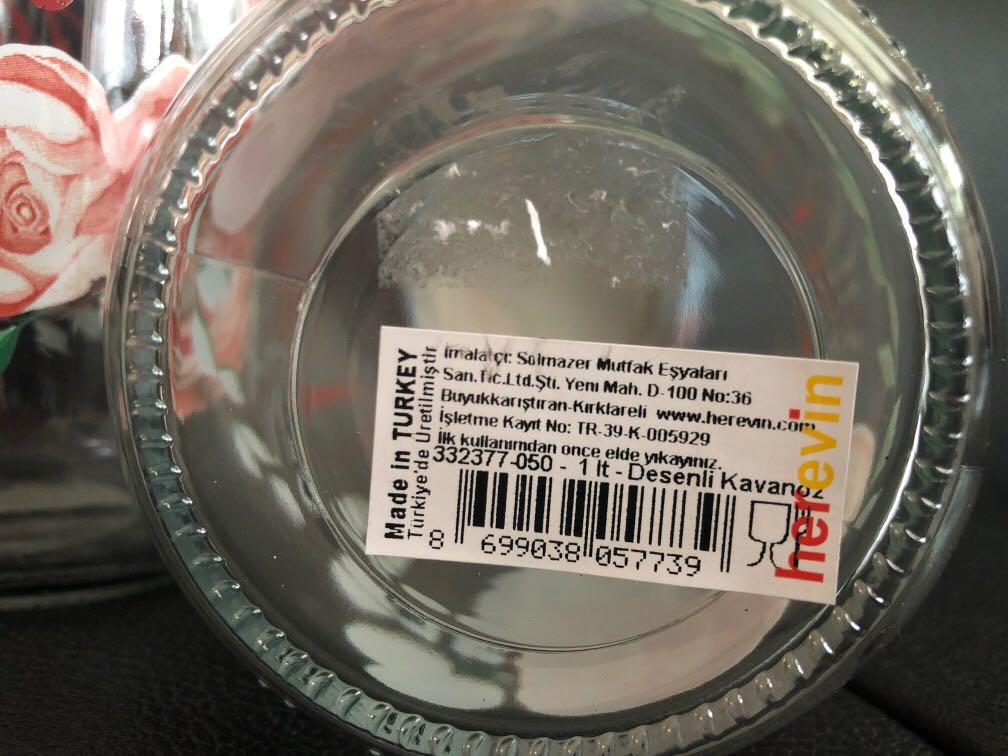 Made in TURKEY
Türkiye'de Üretilmiştir
İmalatçı: Solmazer Mutfak Eşyaları
San.Tic.Ltd.Şti. Yeni Mah. D-100 No:36
Büyükkarıştıran-Kırklareli www.herevin.com
İşletme Kayıt No: TR-39-K-005929
İlk kullanımdan önce elde yıkayınız.
332377-050 - 1 lt - Desenli Kavanoz
8 699038 057739
herevin